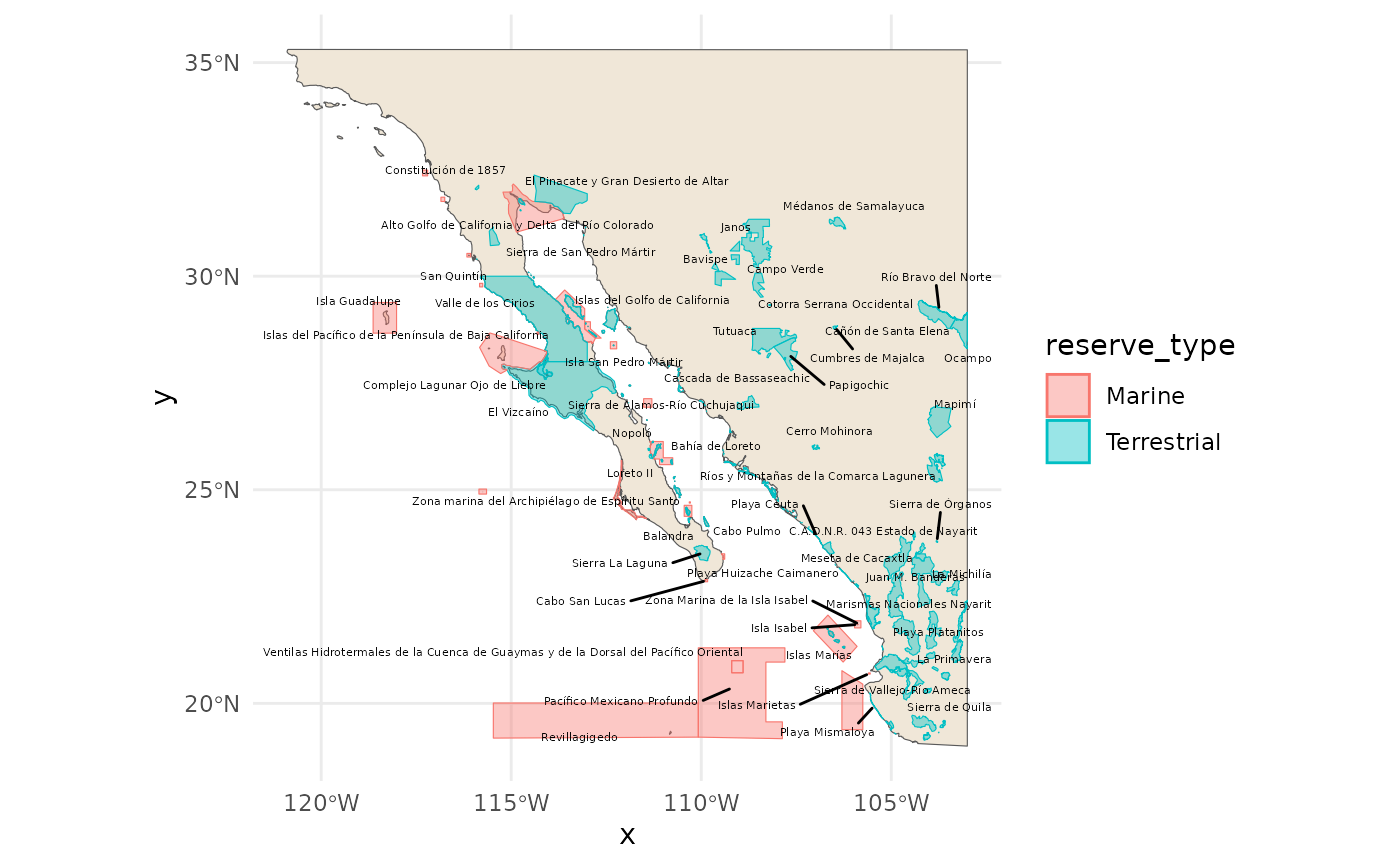 35°N
Constitución de 1857
El Pinacate y Gran Desierto de Altar
Médanos de Samalayuca
Alto Golfo de California y Delta del Río Colorado
Janos
Sierra de San Pedro Mártir
Bavispe
Campo Verde
30°N
San Quintín
Río Bravo del Norte
Isla Guadalupe
Valle de los Cirios
Islas del Golfo de California
Cotorra Serrana Occidental
Islas del Pacífico de la Península de Baja California
Tutuaca
Cañón de Santa Elena
Isla San Pedro Mártir
Cumbres de Majalca
Ocampo
Complejo Lagunar Ojo de Liebre
Cascada de Bassaseachic
Papigochic
El Vizcaíno
Sierra de Álamos-Río Cuchujaqui
Mapimí
Nopoló
Cerro Mohinora
Bahía de Loreto
25°N
Loreto II
Ríos y Montañas de la Comarca Lagunera
Zona marina del Archipiélago de Espíritu Santo
Playa Ceuta
Sierra de Órganos
Balandra
Cabo Pulmo
C.A.D.N.R. 043 Estado de Nayarit
Sierra La Laguna
Meseta de Cacaxtla
Playa Huizache Caimanero
Juan M. Banderas
La Michilía
Cabo San Lucas
Zona Marina de la Isla Isabel
Marismas Nacionales Nayarit
Isla Isabel
Playa Platanitos
Ventilas Hidrotermales de la Cuenca de Guaymas y de la Dorsal del Pacífico Oriental
Islas Marías
La Primavera
20°N
Pacífico Mexicano Profundo
Islas Marietas
Sierra de Vallejo-Río Ameca
Sierra de Quila
Revillagigedo
Playa Mismaloya
120°W
115°W
110°W
105°W
x
y
reserve_type
Marine
Terrestrial